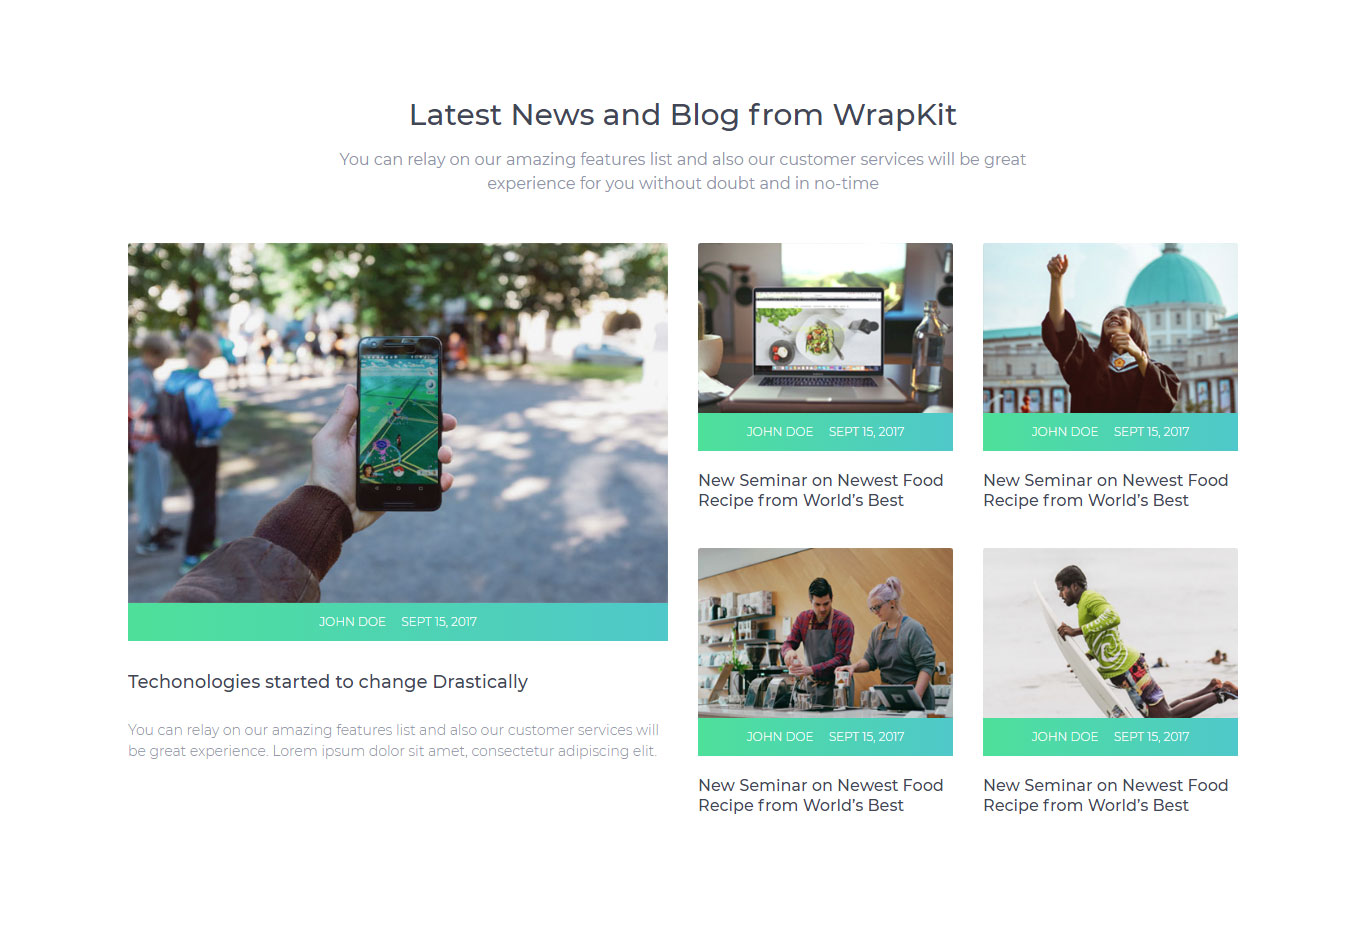 Latest News and Blog from WrapKit
You can relay on our amazing features list and also our customer services will be great
experience for you without doubt and in no-time
JOHN DOE SEPT 15, 2017
Techonologies started to change Drastically
You can relay on our amazing features list and also our customer services will
be great experience. Lorem ipsum dolor sit amet, consectetur adipiscing elit.
JOHN DOE SEPT 15, 2017
New Seminar on Newest Food
Recipe from World’s Best
JOHN DOE SEPT 15, 2017
New Seminar on Newest Food
Recipe from World’s Best
JOHN DOE SEPT 15, 2017
New Seminar on Newest Food
Recipe from World’s Best
JOHN DOE SEPT 15, 2017
New Seminar on Newest Food
Recipe from World’s Best